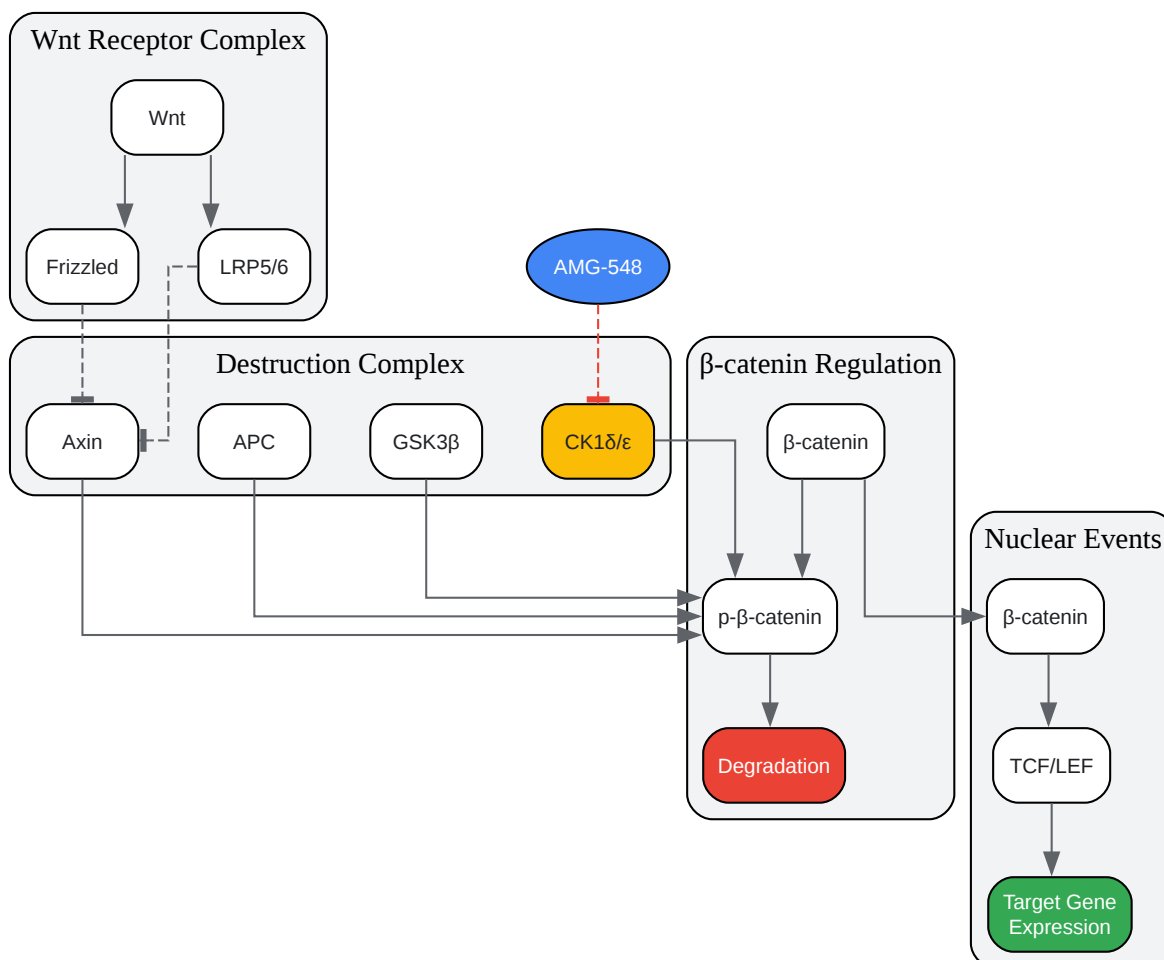 Wnt Receptor Complex
Wnt
Frizzled
LRP5/6
AMG-548
Destruction Complex
Axin
APC
GSK3β
CK1δ/ε
β-catenin Regulation
β-catenin
p-β-catenin
Degradation
Nuclear Events
β-catenin
TCF/LEF
Target Gene
Expression